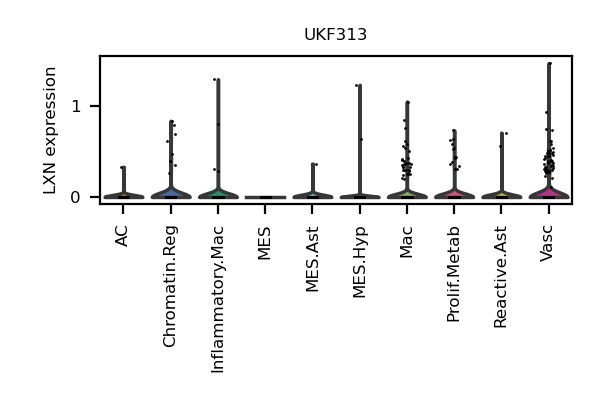 UKF313
LXN expression
1
0
AC
Chromatin.Reg
Inflammatory.Mac
MES
MES.Ast
MES.Hyp
Mac
Prolif.Metab
Reactive.Ast
Vasc